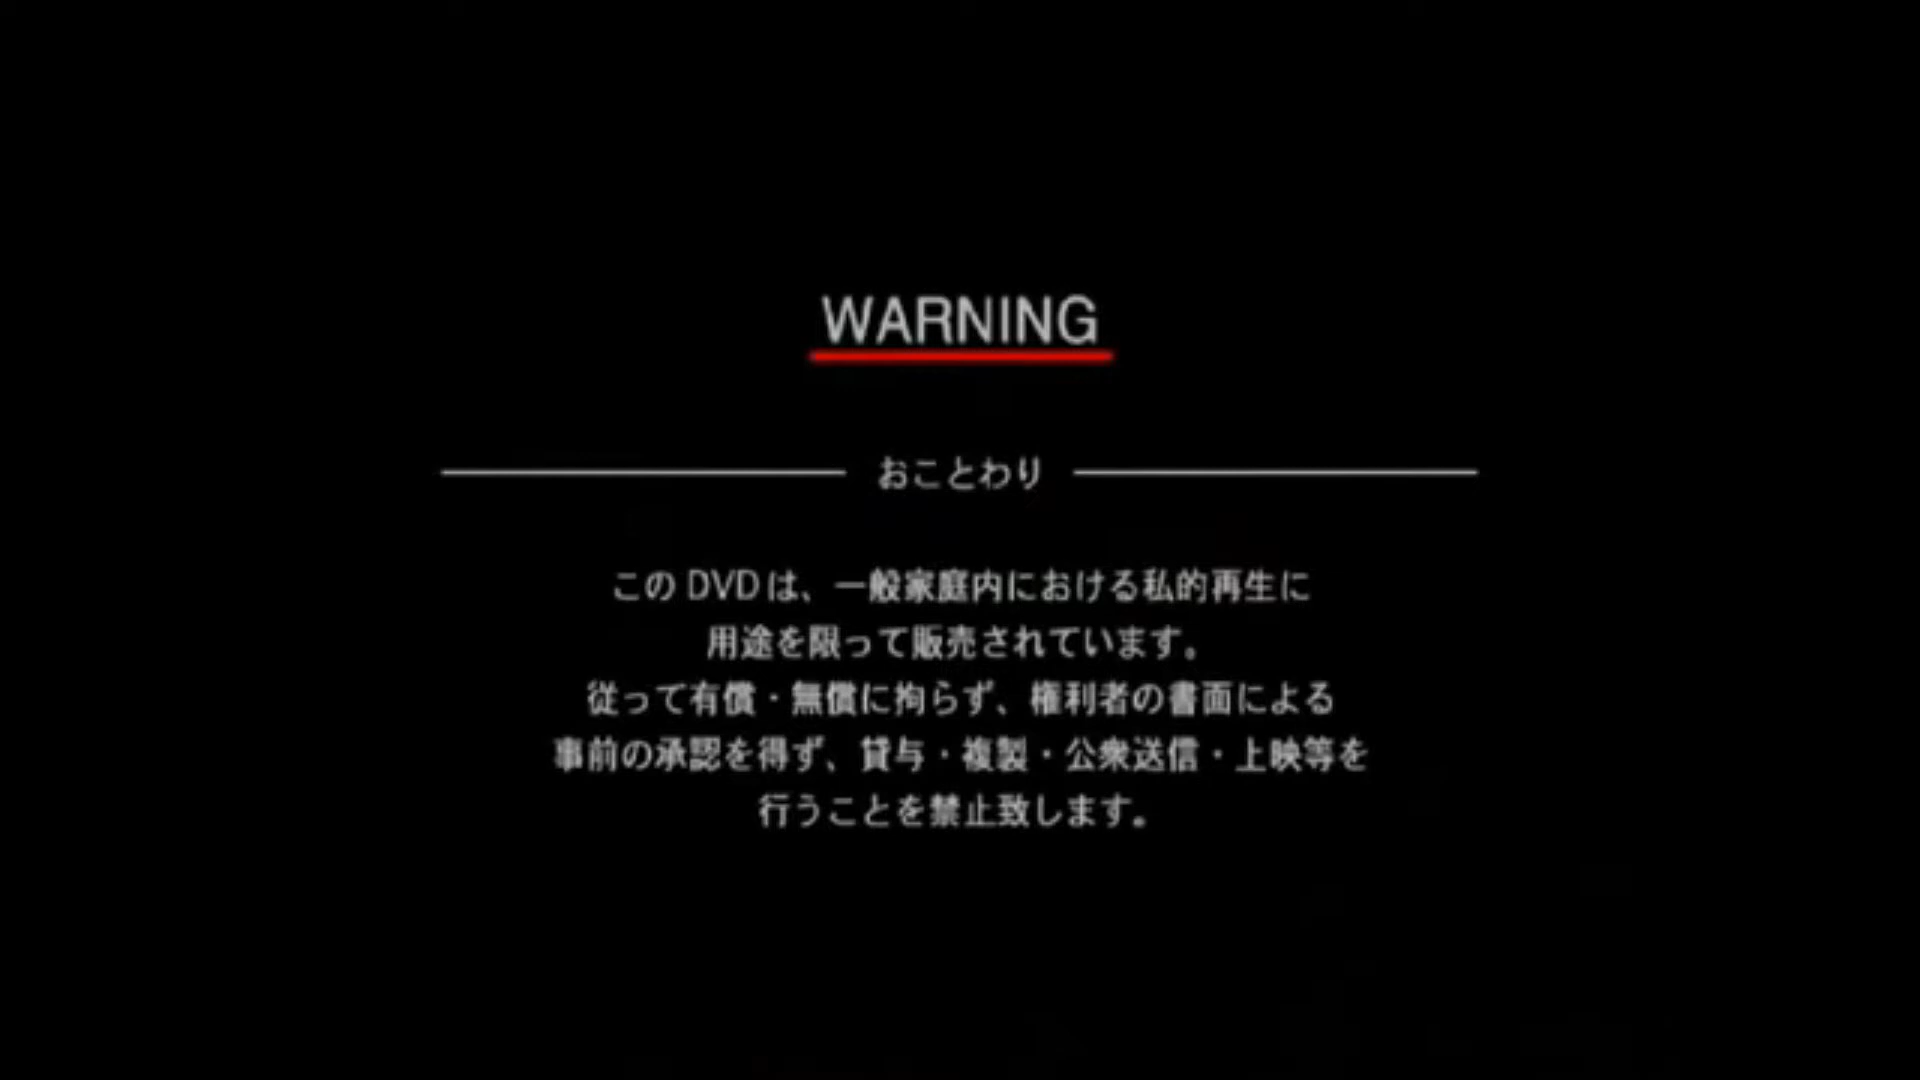 WARNING
おことわり
このDVDは、一般家庭内における私的再生に
用途を限って販売されています。
従って有償・無償に拘らず、権利者の書面による
事前の承認を得ず、貸与・複製・公衆送信・上映等を
行うことを禁止致します。